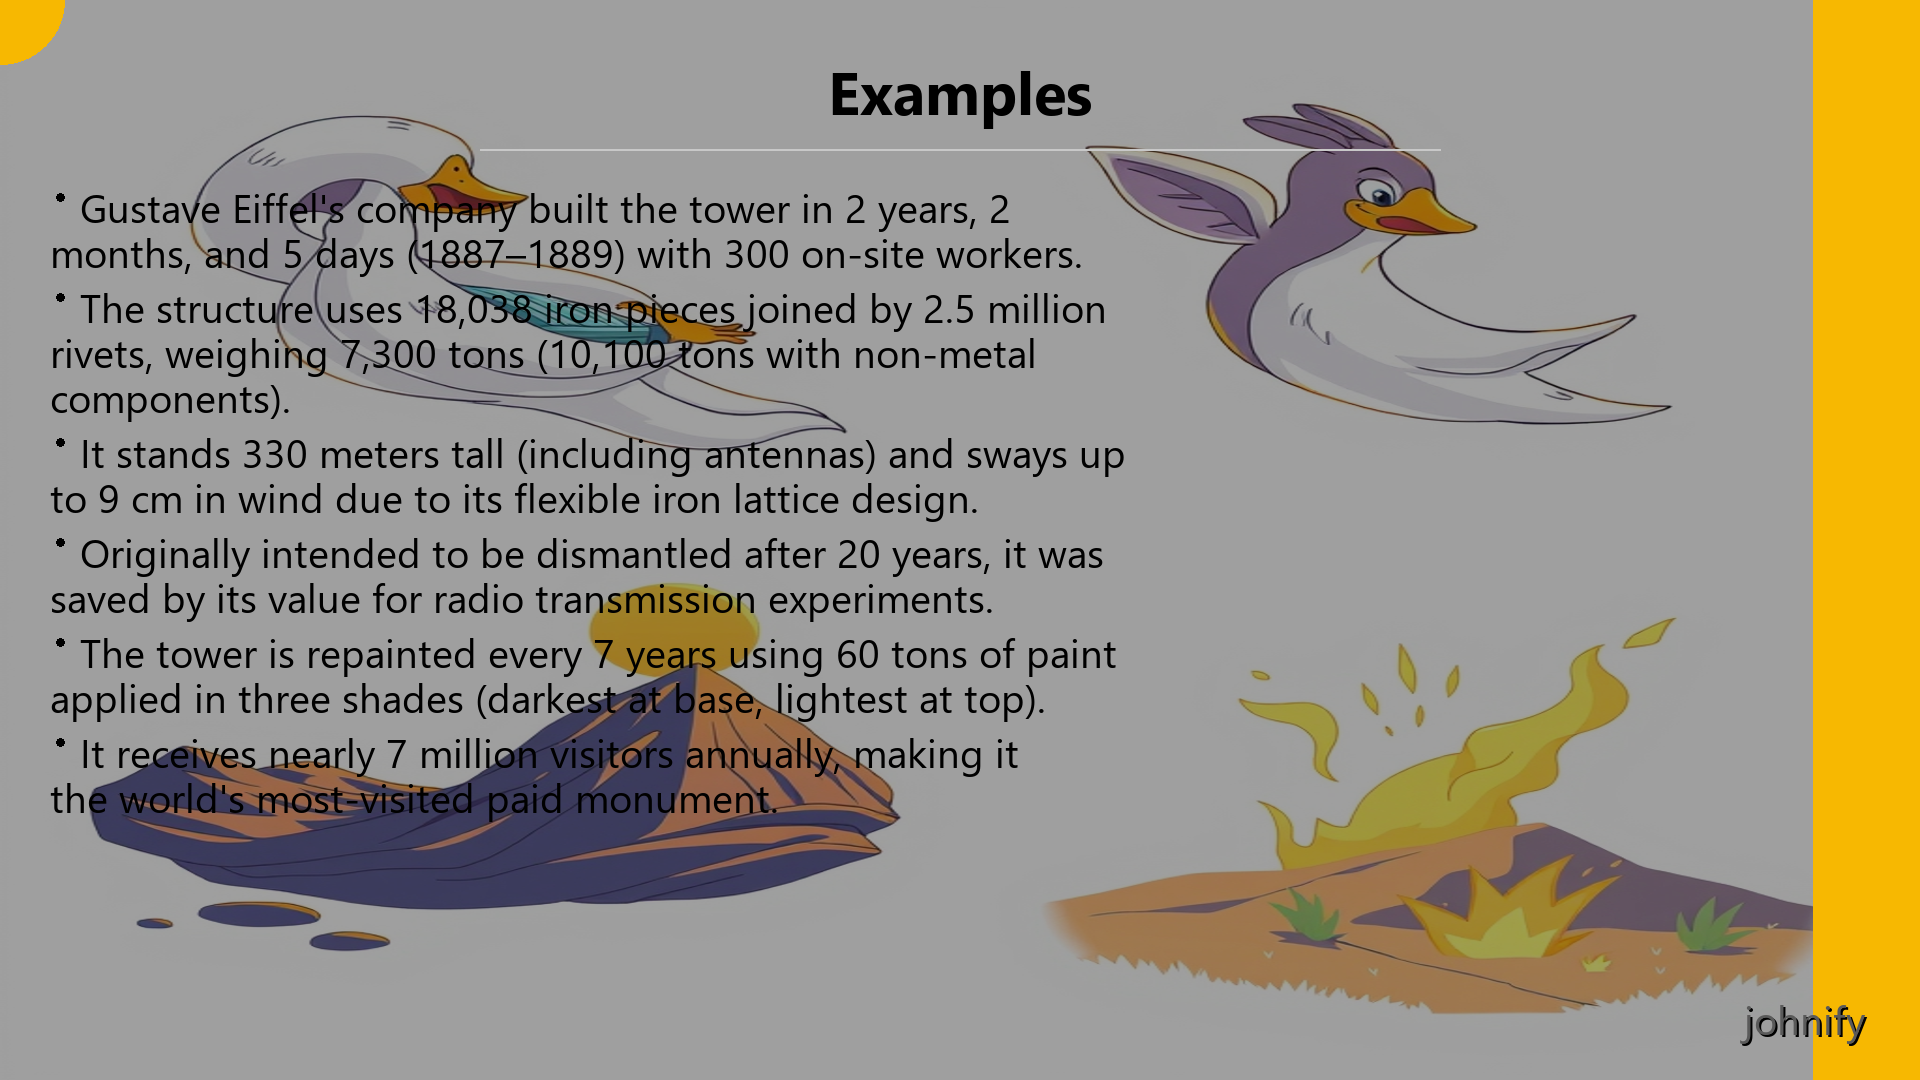 Examples
• Gustave Eiffel's company built the tower in 2 years, 2
months, and 5 days (1887–1889) with 300 on-site workers.
• The structure uses 18,038 iron pieces joined by 2.5 million
rivets, weighing 7,300 tons (10,100 tons with non-metal
components).
• It stands 330 meters tall (including antennas) and sways up
to 9 cm in wind due to its flexible iron lattice design.
• Originally intended to be dismantled after 20 years, it was
saved by its value for radio transmission experiments.
• The tower is repainted every 7 years using 60 tons of paint
applied in three shades (darkest at base, lightest at top).
• It receives nearly 7 million visitors annually, making it
the world's most-visited paid monument.
johnify